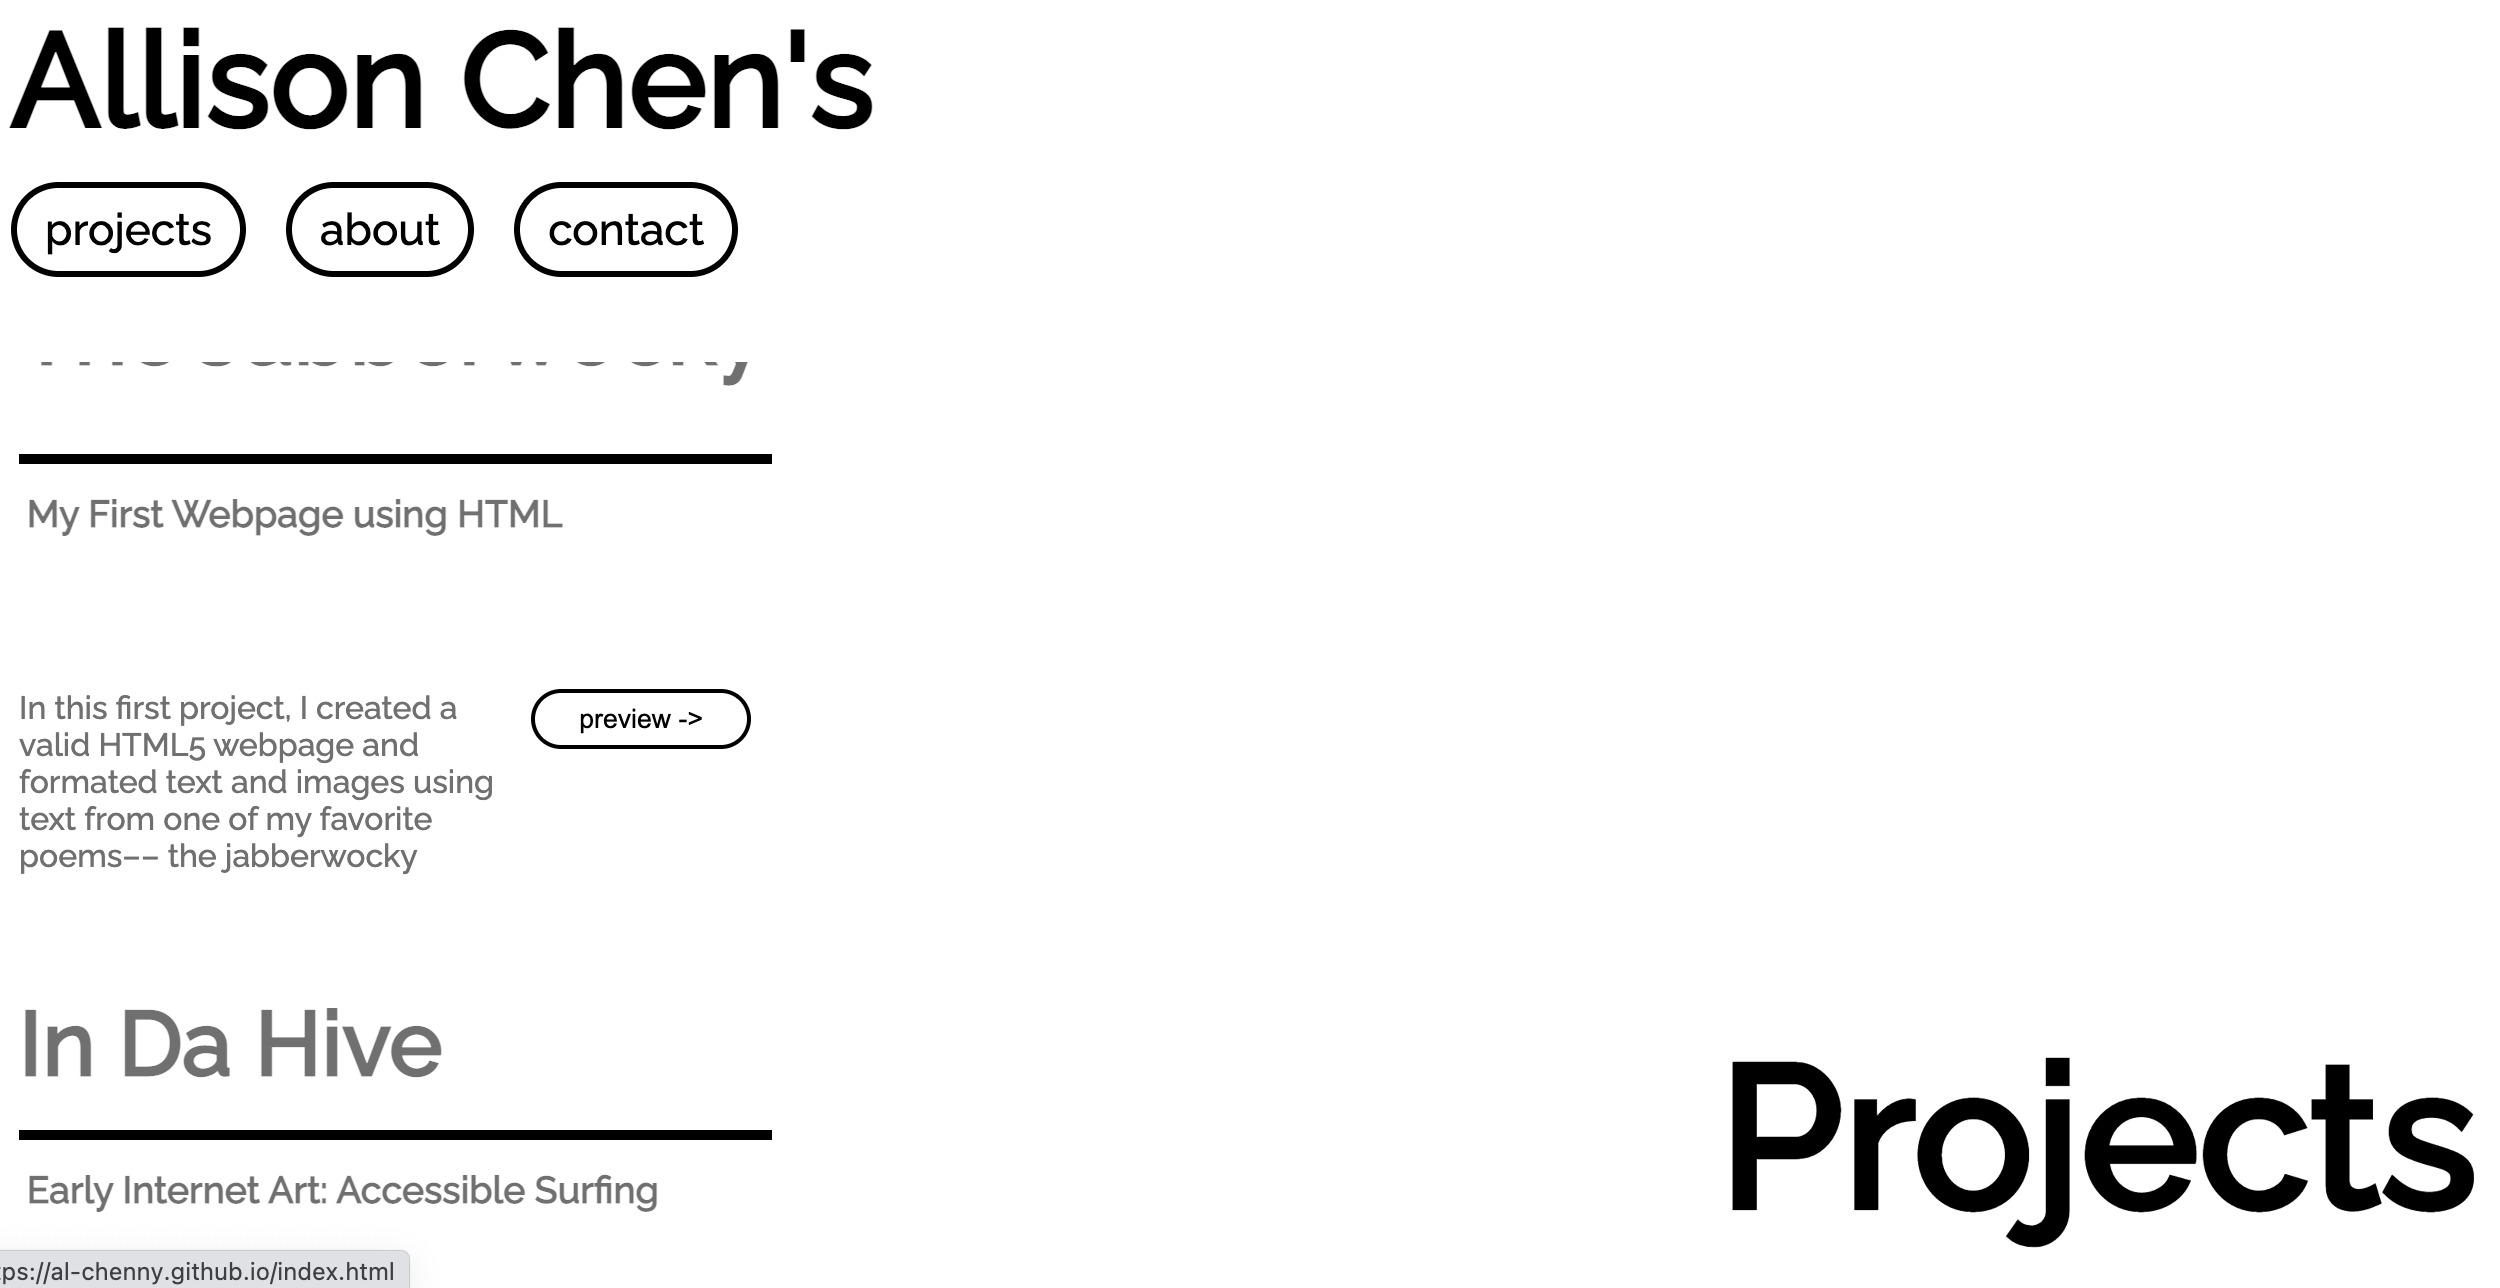 Allison Chen's
projects about contact
My First Webpage using HTML
In this first project, I created a
valid HTML5 webpage and
formated text and images using
text from one of my favorite
poems-- the jabberwocky
preview ->
In Da Hive
Early Internet Art: Accessible Surfing
Projects
ps://al-chenny.github.io/index.html